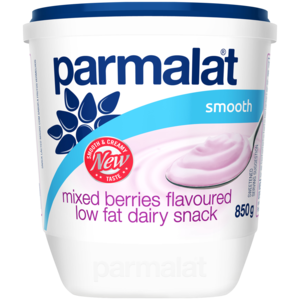 parmalat
smooth
SMOOTH & CREAMY
New
TASTE
mixed berries flavoured
low fat dairy snack
850g
parmalat